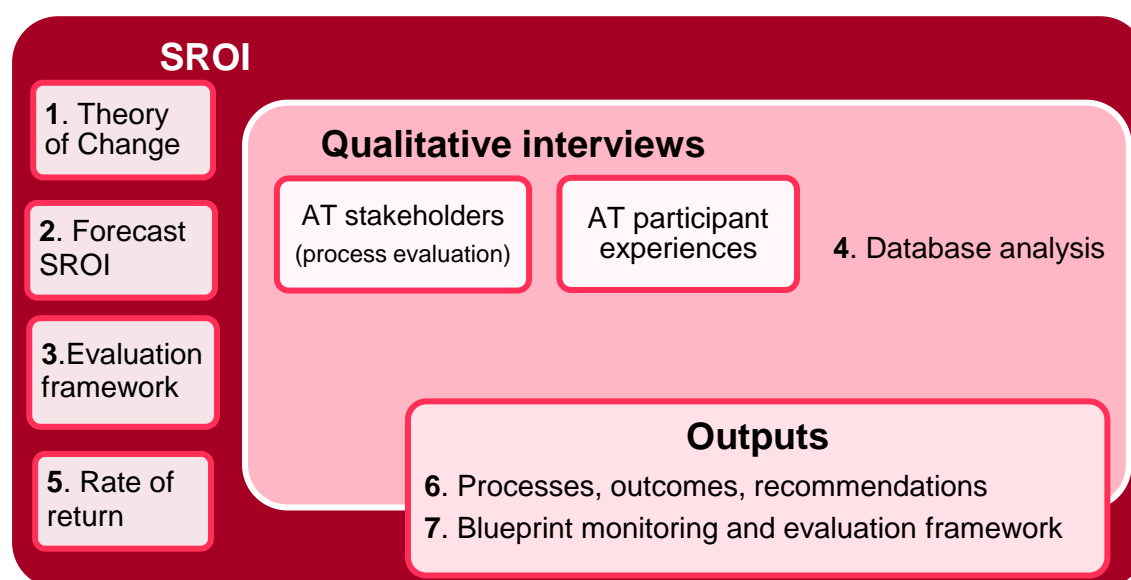 SROI
1. Theory
of Change
2. Forecast
SROI
3.Evaluation
framework
5. Rate of
return
Qualitative interviews
AT stakeholders
(process evaluation)
AT participant
experiences
4. Database analysis
Outputs
6. Processes, outcomes, recommendations
7. Blueprint monitoring and evaluation framework